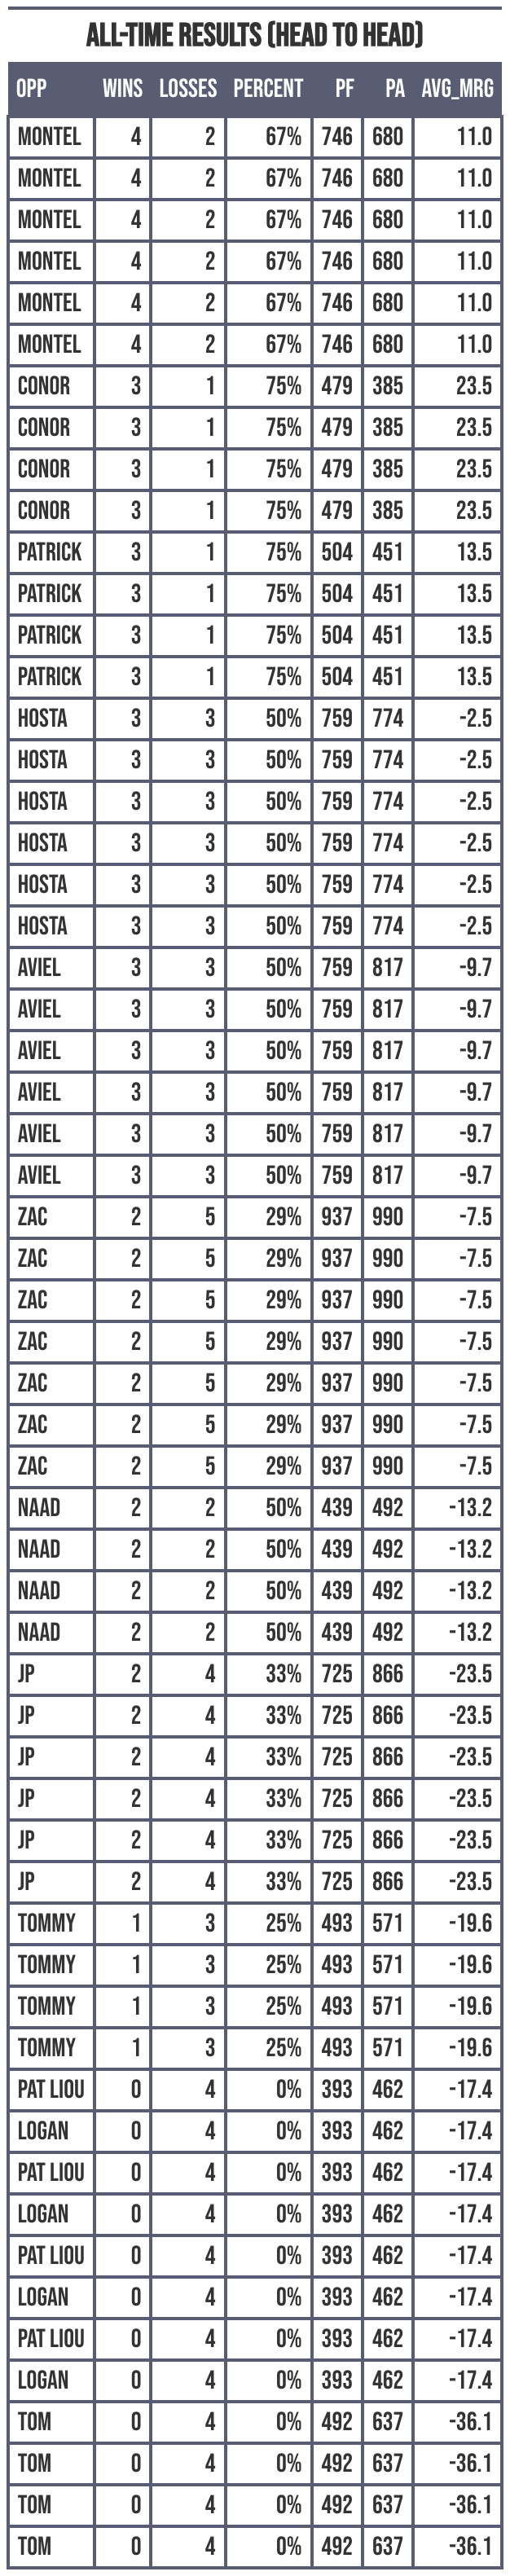 ALL-TIME RESULTS (HEAD TO HEAD)
OPP WINS LOSSES PERCENT PF PA AVG_MRG
MONTEL 4 2 67% 746 680 11.0
MONTEL 4 2 67% 746 680 11.0
MONTEL 4 2 67% 746 680 11.0
MONTEL 4 2 67% 746 680 11.0
MONTEL 4 2 67% 746 680 11.0
MONTEL 4 2 67% 746 680 11.0
CONOR 3 1 75% 479 385 23.5
CONOR 3 1 75% 479 385 23.5
CONOR 3 1 75% 479 385 23.5
CONOR 3 1 75% 479 385 23.5
PATRICK 3 1 75% 504 451 13.5
PATRICK 3 1 75% 504 451 13.5
PATRICK 3 1 75% 504 451 13.5
PATRICK 3 1 75% 504 451 13.5
HOSTA 3 3 50% 759 774 -2.5
HOSTA 3 3 50% 759 774 -2.5
HOSTA 3 3 50% 759 774 -2.5
HOSTA 3 3 50% 759 774 -2.5
HOSTA 3 3 50% 759 774 -2.5
HOSTA 3 3 50% 759 774 -2.5
AVIEL 3 3 50% 759 817 -9.7
AVIEL 3 3 50% 759 817 -9.7
AVIEL 3 3 50% 759 817 -9.7
AVIEL 3 3 50% 759 817 -9.7
AVIEL 3 3 50% 759 817 -9.7
AVIEL 3 3 50% 759 817 -9.7
ZAC 2 5 29% 937 990 -7.5
ZAC 2 5 29% 937 990 -7.5
ZAC 2 5 29% 937 990 -7.5
ZAC 2 5 29% 937 990 -7.5
ZAC 2 5 29% 937 990 -7.5
ZAC 2 5 29% 937 990 -7.5
ZAC 2 5 29% 937 990 -7.5
NAAD 2 2 50% 439 492 -13.2
NAAD 2 2 50% 439 492 -13.2
NAAD 2 2 50% 439 492 -13.2
NAAD 2 2 50% 439 492 -13.2
JP 2 4 33% 725 866 -23.5
JP 2 4 33% 725 866 -23.5
JP 2 4 33% 725 866 -23.5
JP 2 4 33% 725 866 -23.5
JP 2 4 33% 725 866 -23.5
JP 2 4 33% 725 866 -23.5
TOMMY 1 3 25% 493 571 -19.6
TOMMY 1 3 25% 493 571 -19.6
TOMMY 1 3 25% 493 571 -19.6
TOMMY 1 3 25% 493 571 -19.6
PAT LIOU 0 4 0% 393 462 -17.4
LOGAN 0 4 0% 393 462 -17.4
PAT LIOU 0 4 0% 393 462 -17.4
LOGAN 0 4 0% 393 462 -17.4
PAT LIOU 0 4 0% 393 462 -17.4
LOGAN 0 4 0% 393 462 -17.4
PAT LIOU 0 4 0% 393 462 -17.4
LOGAN 0 4 0% 393 462 -17.4
TOM 0 4 0% 492 637 -36.1
TOM 0 4 0% 492 637 -36.1
TOM 0 4 0% 492 637 -36.1
TOM 0 4 0% 492 637 -36.1